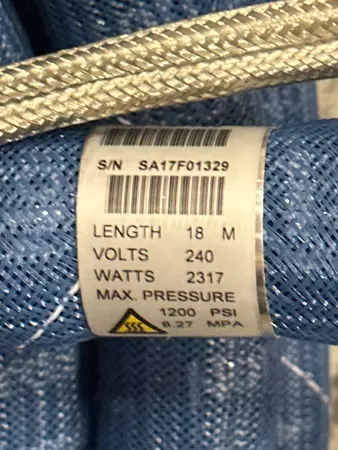 S/N SA17F01329
LENGTH 18 M
VOLTS 240
WATTS 2317
MAX. PRESSURE
1200 PSI
8.27 MPA